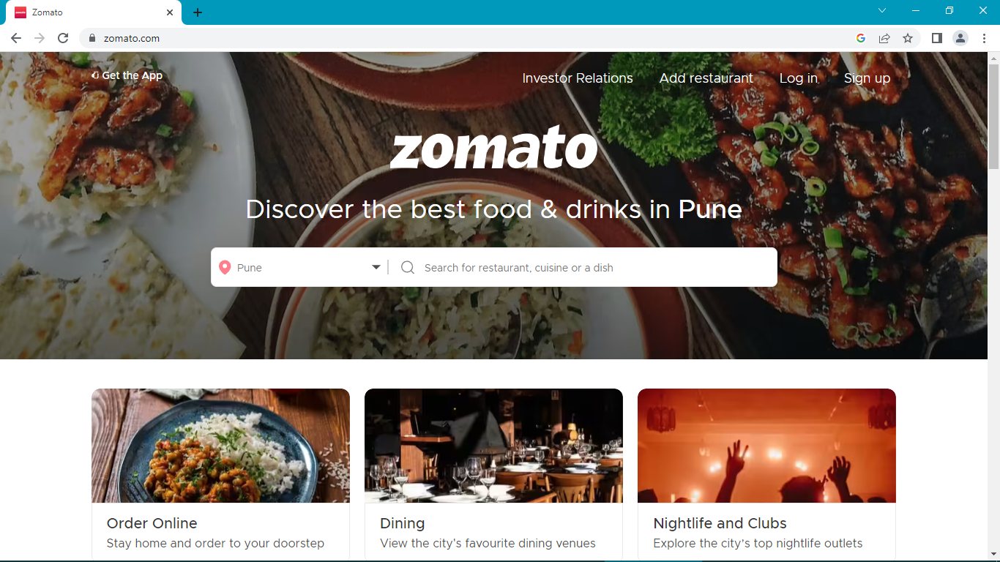 Zomato
zomato.com
Get the App
Investor Relations
Add restaurant
Log in
Sign up
zomato
Discover the best food & drinks in Pune
Pune
Search for restaurant, cuisine or a dish
Order Online
Stay home and order to your doorstep
Dining
View the city's favourite dining venues
Nightlife and Clubs
Explore the city’s top nightlife outlets